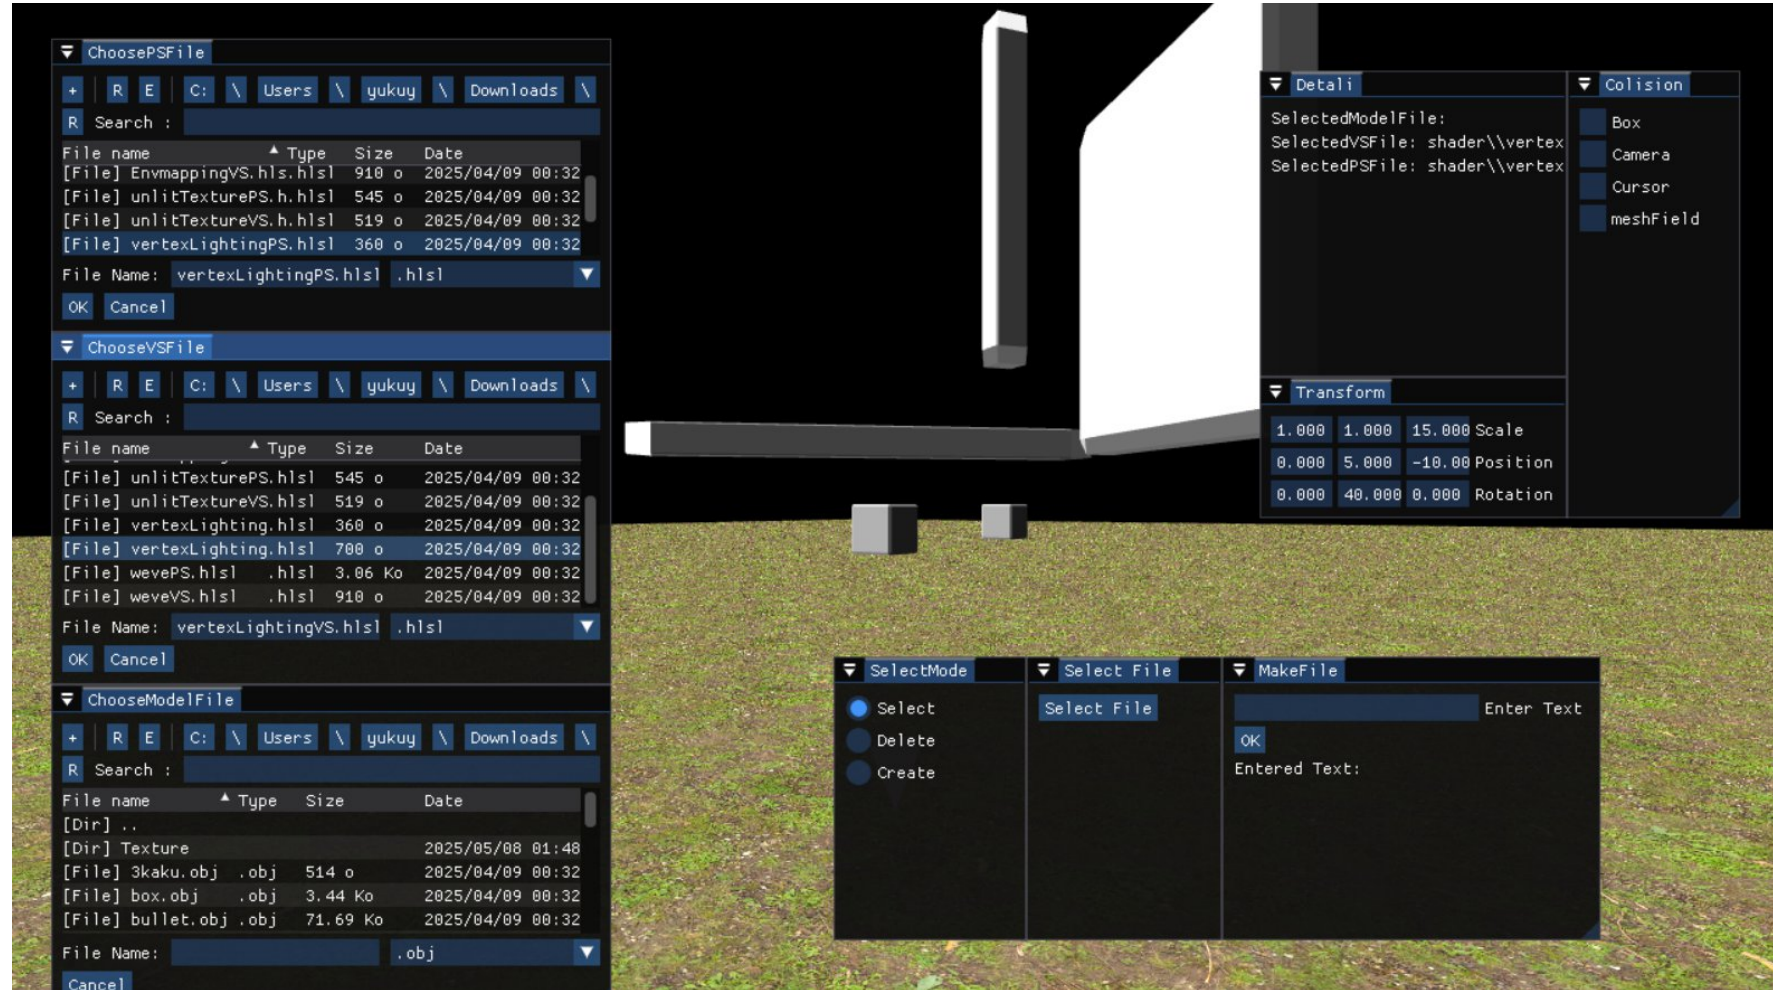 ChoosePSFile
+ R E C: \ Users \ yukuy \ Downloads \
R Search :
File name Type Size Date
[File] EnvmappingVS.hls.hlsl 910 o 2025/04/09 00:32
[File] unlitTexturePS.h.hlsl 545 o 2025/04/09 00:32
[File] unlitTextureVS.h.hlsl 519 o 2025/04/09 00:32
[File] vertexLightingPS.hlsl 360 o 2025/04/09 00:32
File Name: vertexLightingPS.hlsl .hlsl
OK Cancel
ChooseVSFile
+ R E C: \ Users \ yukuy \ Downloads \
R Search :
File name Type Size Date
[File] unlitTexturePS.hlsl 545 o 2025/04/09 00:32
[File] unlitTextureVS.hlsl 519 o 2025/04/09 00:32
[File] vertexLighting.hlsl 360 o 2025/04/09 00:32
[File] vertexLighting.hlsl 700 o 2025/04/09 00:32
[File] wevePS.hlsl .hlsl 3.06 Ko 2025/04/09 00:32
[File] weveVS.hlsl .hlsl 910 o 2025/04/09 00:32
File Name: vertexLightingVS.hlsl .hlsl
OK Cancel
ChooseModelFile
+ R E C: \ Users \ yukuy \ Downloads \
R Search :
File name Type Size Date
[Dir] ..
[Dir] Texture 2025/05/08 01:48
[File] 3kaku.obj .obj 514 o 2025/04/09 00:32
[File] box.obj .obj 3.44 Ko 2025/04/09 00:32
[File] bullet.obj .obj 71.69 Ko 2025/04/09 00:32
File Name: .obj
Cancel
Detali
SelectedModelFile:
SelectedVSFile: shader\\vertex
SelectedPSFile: shader\\vertex
Colision
Box
Camera
Cursor
meshField
Transform
1.000 1.000 15.000 Scale
0.000 5.000 -10.00 Position
0.000 40.000 0.000 Rotation
SelectMode
Select
Delete
Create
Select File
Select File
MakeFile
Enter Text
OK
Entered Text: